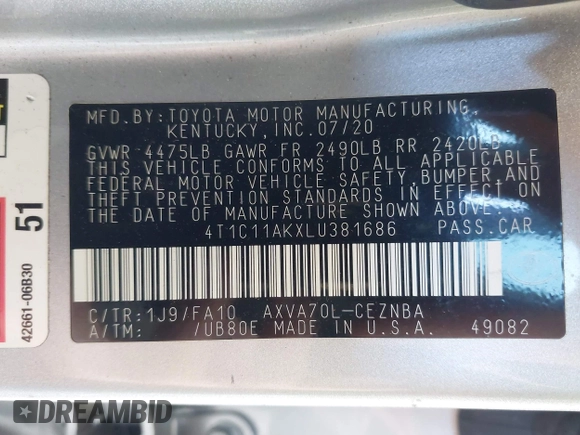 MFD.BY:TOYOTA MOTOR MANUFACTURING,
KENTUCKY,INC.07/20
GVWR 4475LB GAWR FR 2490LB RR 2420LB
THIS VEHICLE CONFORMS TO ALL APPLICABLE
FEDERAL MOTOR VEHICLE SAFETY,BUMPER,AND
THEFT PREVENTION STANDARDS IN EFFECT ON
THE DATE OF MANUFACTURE SHOWN ABOVE.
4T1C11AKXLU381686 PASS.CAR
C/TR:1J9/FA10 AXVA70L-CEZNBA
A/TM: /UB80E MADE IN U.S.A. 49082
51
42661-06B30
DREAMBID